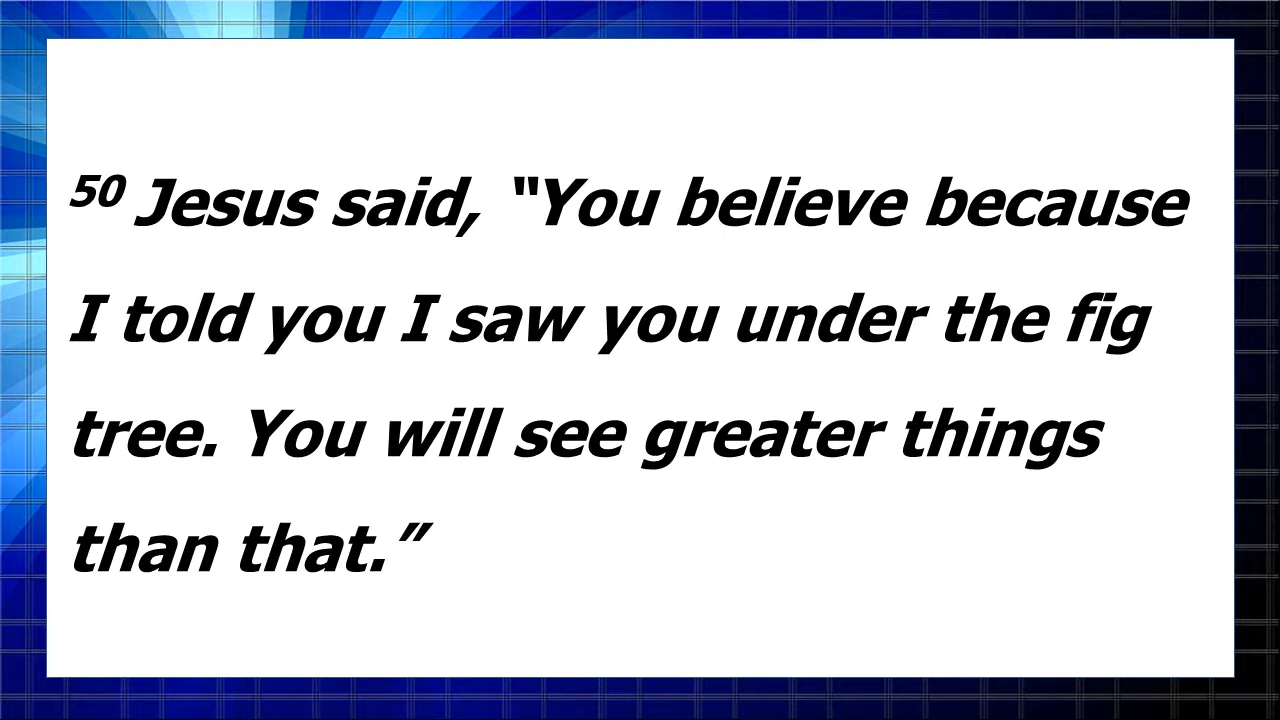 50 Jesus said, “You believe because
I told you I saw you under the fig
tree. You will see greater things
than that.”